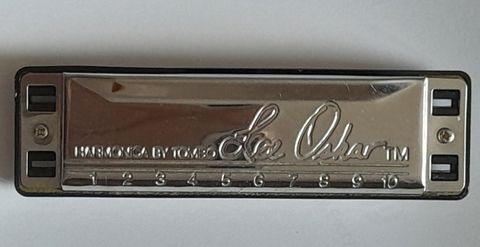 HARMONICA BY TOMBO Lee Oskar TM
1 2 3 4 5 6 7 8 9 10